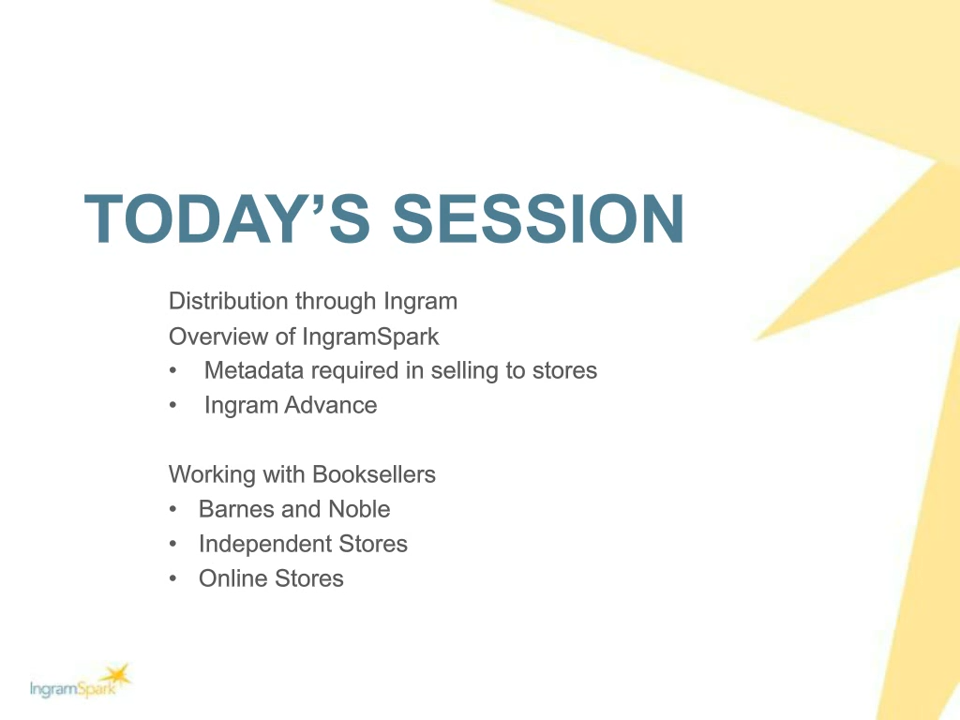 TODAY’S SESSION
Distribution through Ingram
Overview of IngramSpark
• Metadata required in selling to stores
• Ingram Advance
Working with Booksellers
• Barnes and Noble
• Independent Stores
• Online Stores
IngramSpark